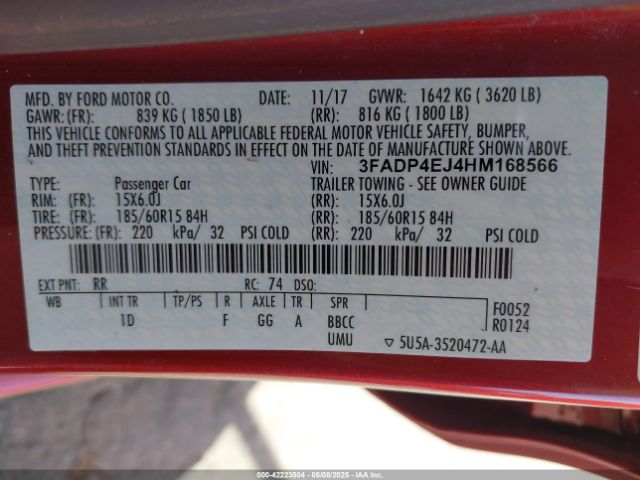 MFD. BY FORD MOTOR CO. DATE: 11/17 GVWR: 1642 KG ( 3620 LB)
GAWR: (FR): 839 KG ( 1850 LB) (RR): 816 KG ( 1800 LB)
THIS VEHICLE CONFORMS TO ALL APPLICABLE FEDERAL MOTOR VEHICLE SAFETY, BUMPER,
AND THEFT PREVENTION STANDARDS IN EFFECT ON THE DATE OF MANUFACTURE SHOWN ABOVE.
VIN: 3FADP4EJ4HM168566
TYPE: Passenger Car TRAILER TOWING - SEE OWNER GUIDE
RIM: (FR): 15X6.0J (RR): 15X6.0J
TIRE: (FR): 185/60R15 84H (RR): 185/60R15 84H
PRESSURE: (FR): 220 kPa/ 32 PSI COLD (RR): 220 kPa/ 32 PSI COLD
EXT PNT: RR RC: 74 DSO:
WB INT TR TP/PS R AXLE TR SPR F0052
1D F GG A BBCC R0124
UMU ▽ 5U5A-3520472-AA
000-42223504 - 05/08/2025 - IAA Inc.